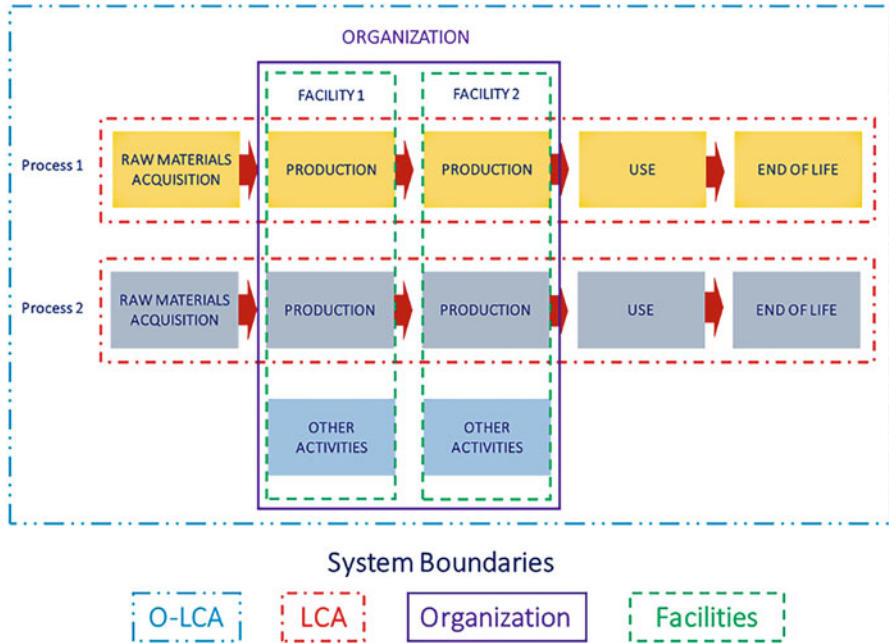 ORGANIZATION
FACILITY 1
FACILITY 2
Process 1
RAW MATERIALS
ACQUISITION
PRODUCTION
PRODUCTION
USE
END OF LIFE
Process 2
RAW MATERIALS
ACQUISITION
PRODUCTION
PRODUCTION
USE
END OF LIFE
OTHER
ACTIVITIES
OTHER
ACTIVITIES
System Boundaries
O-LCA
LCA
Organization
Facilities